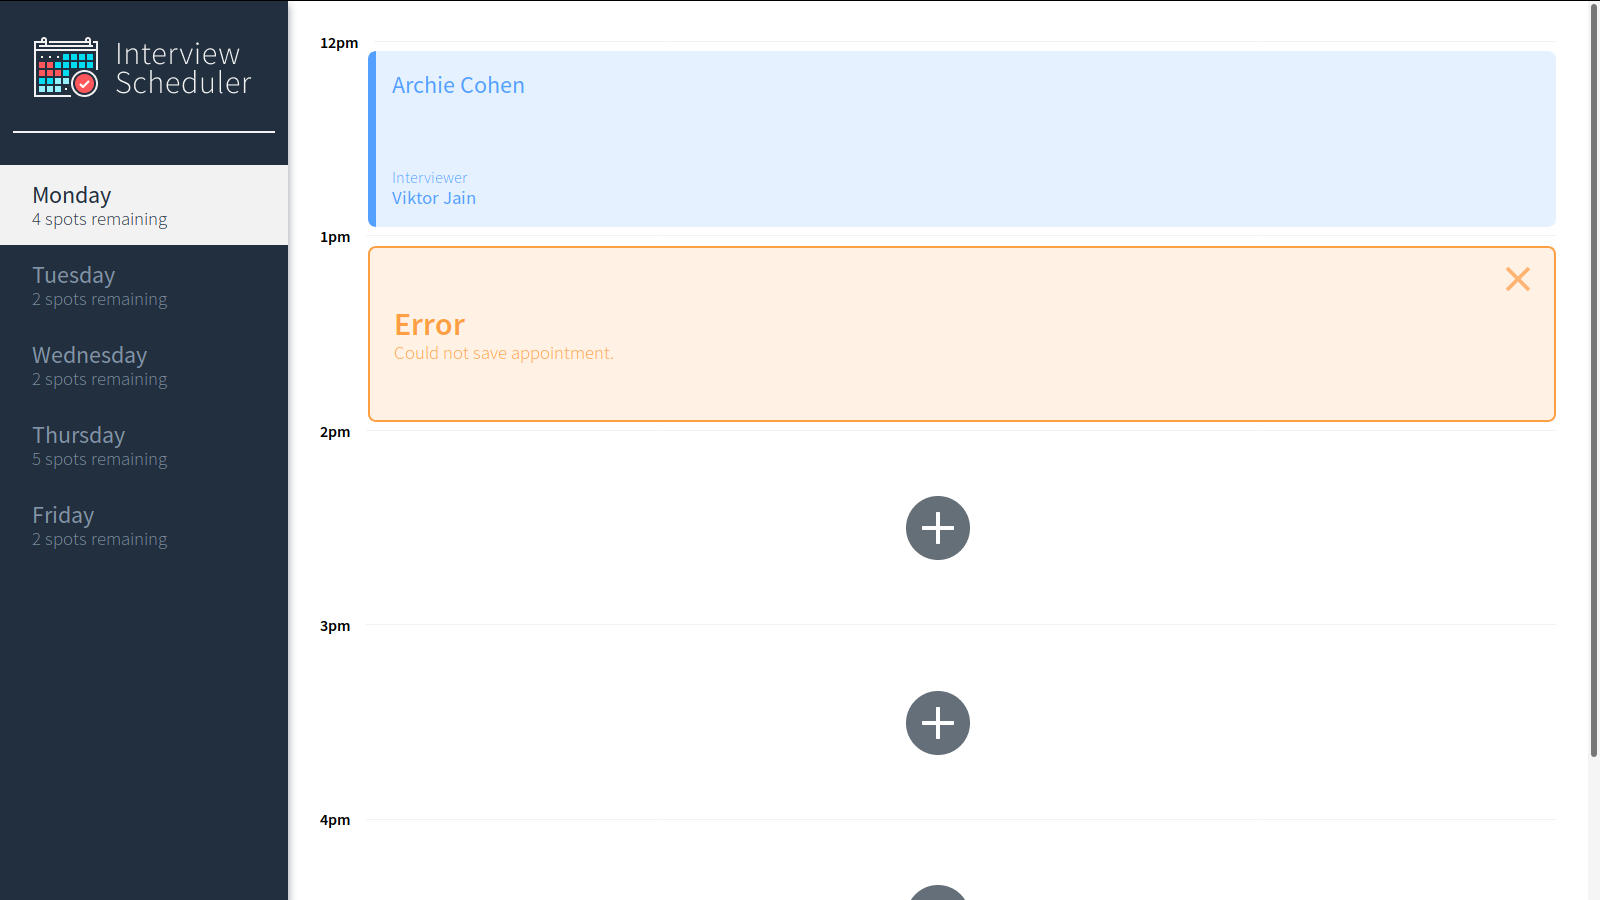 Interview
Scheduler
Monday
4 spots remaining
Tuesday
2 spots remaining
Wednesday
2 spots remaining
Thursday
5 spots remaining
Friday
2 spots remaining
12pm
Archie Cohen
Interviewer
Viktor Jain
1pm
Error
Could not save appointment.
2pm
3pm
4pm